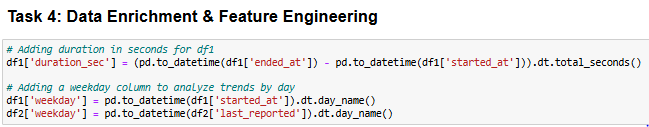 Task 4: Data Enrichment & Feature Engineering
# Adding duration in seconds for df1
df1['duration_sec'] = (pd.to_datetime(df1['ended_at']) - pd.to_datetime(df1['started_at'])).dt.total_seconds()
# Adding a weekday column to analyze trends by day
df1['weekday'] = pd.to_datetime(df1['started_at']).dt.day_name()
df2['weekday'] = pd.to_datetime(df2['last_reported']).dt.day_name()